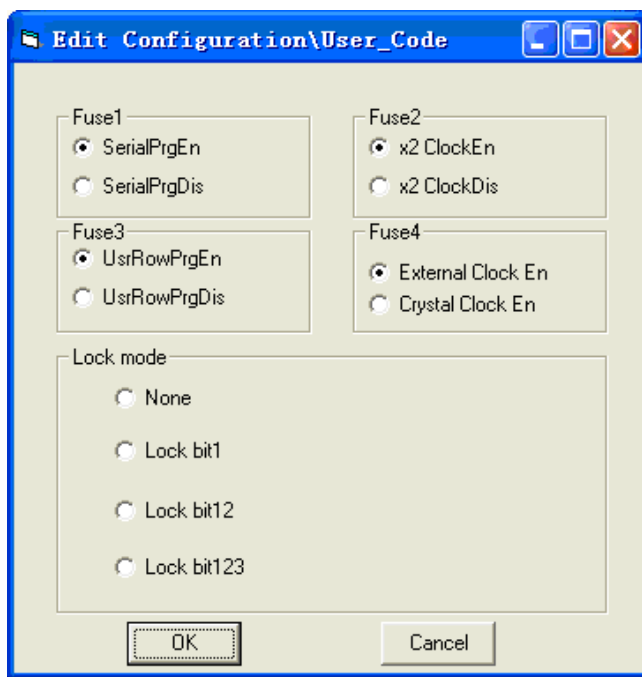 Edit Configuration\User_Code
Fuse1
SerialPrgEn
SerialPrgDis
Fuse2
x2 ClockEn
x2 ClockDis
Fuse3
UsrRowPrgEn
UsrRowPrgDis
Fuse4
External Clock En
Crystal Clock En
Lock mode
None
Lock bit1
Lock bit12
Lock bit123
OK
Cancel